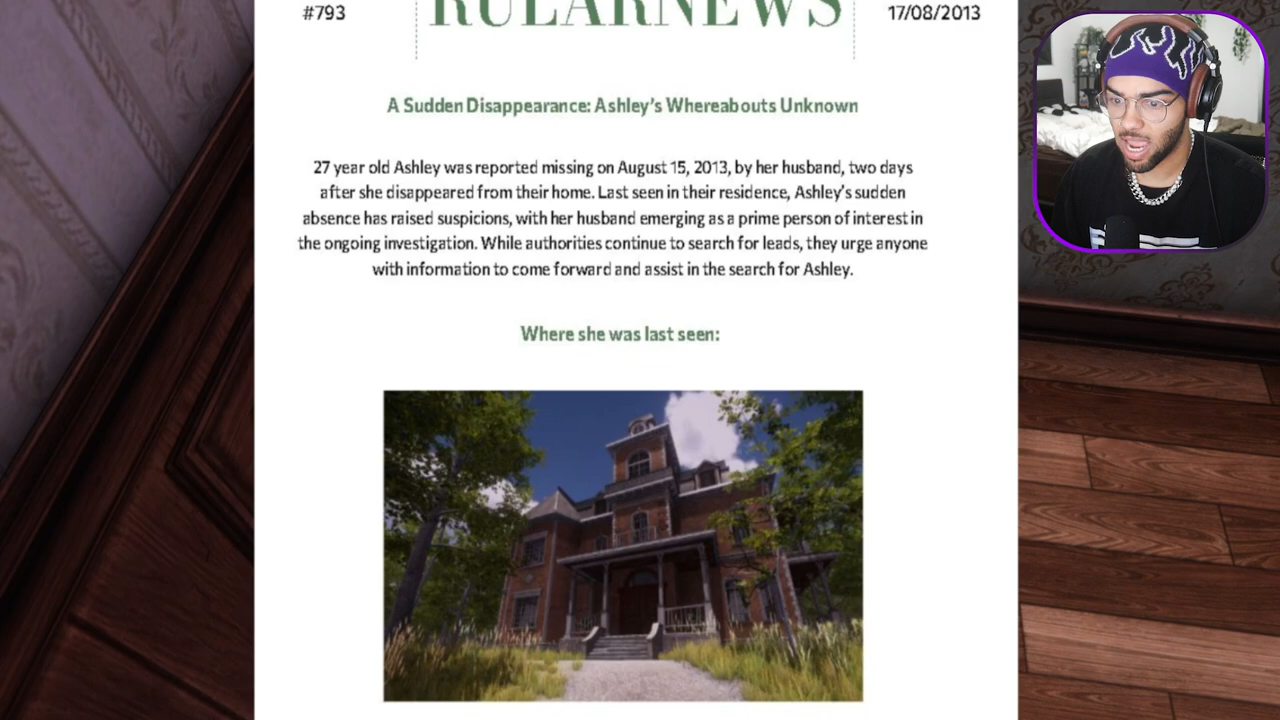 #793
RULARNEWS
17/08/2013
A Sudden Disappearance: Ashley's Whereabouts Unknown
27 year old Ashley was reported missing on August 15, 2013, by her husband, two days
after she disappeared from their home. Last seen in their residence, Ashley's sudden
absence has raised suspicions, with her husband emerging as a prime person of interest in
the ongoing investigation. While authorities continue to search for leads, they urge anyone
with information to come forward and assist in the search for Ashley.
Where she was last seen: